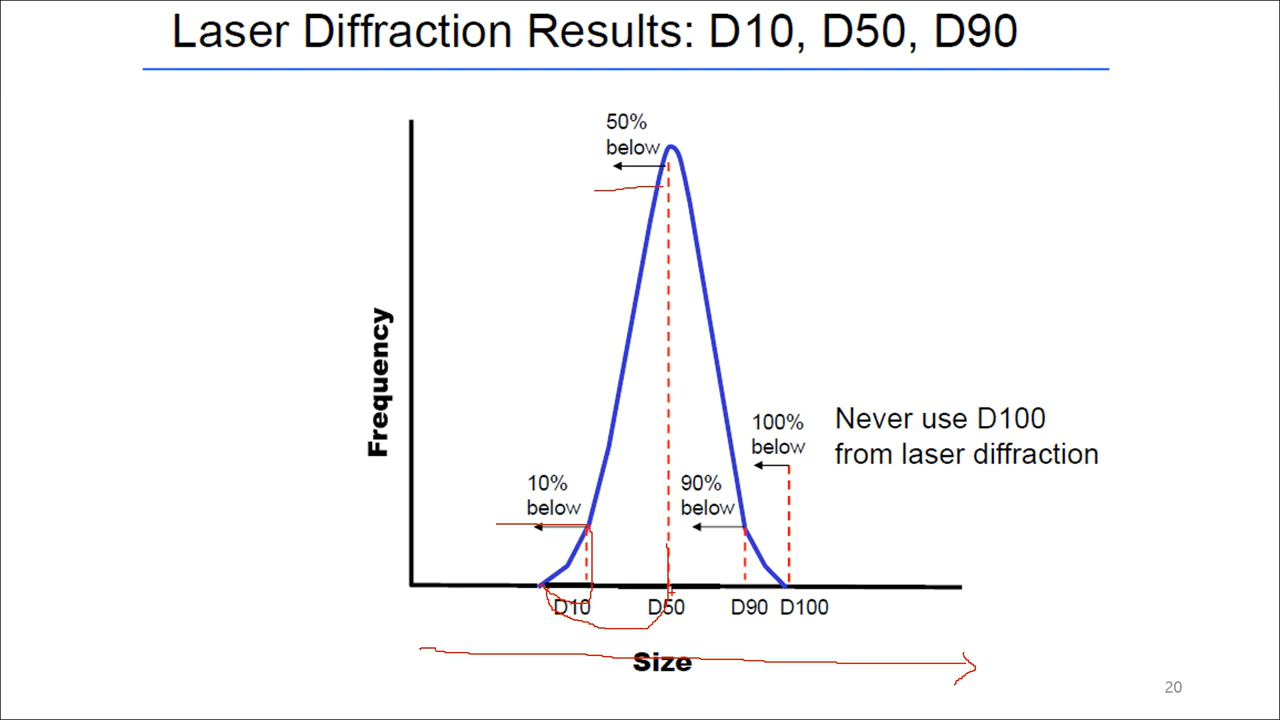 Laser Diffraction Results: D10, D50, D90
50%
below
100%
below
Never use D100
from laser diffraction
10%
below
90%
below
Frequency
D10
D50
D90
D100
Size
20